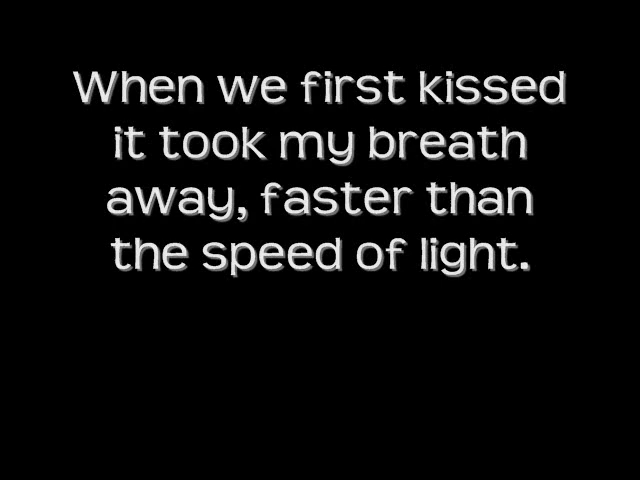 When we first kissed
it took my breath
away, faster than
the speed of light.